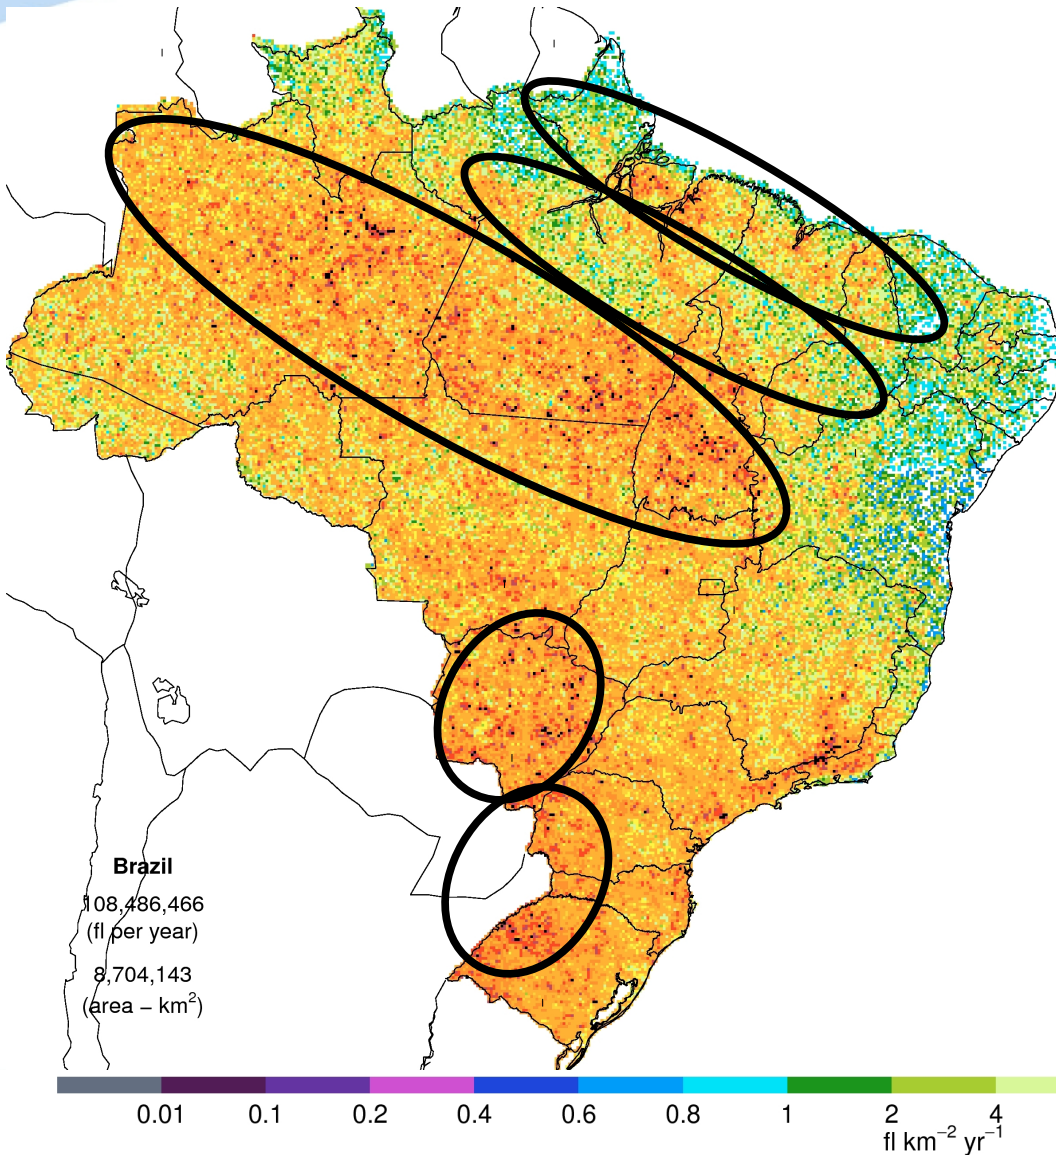 Brazil
108,486,466
(fl per year)
8,704,143
(area − km²)
0.01 0.1 0.2 0.4 0.6 0.8 1 2 4
fl km⁻² yr⁻¹